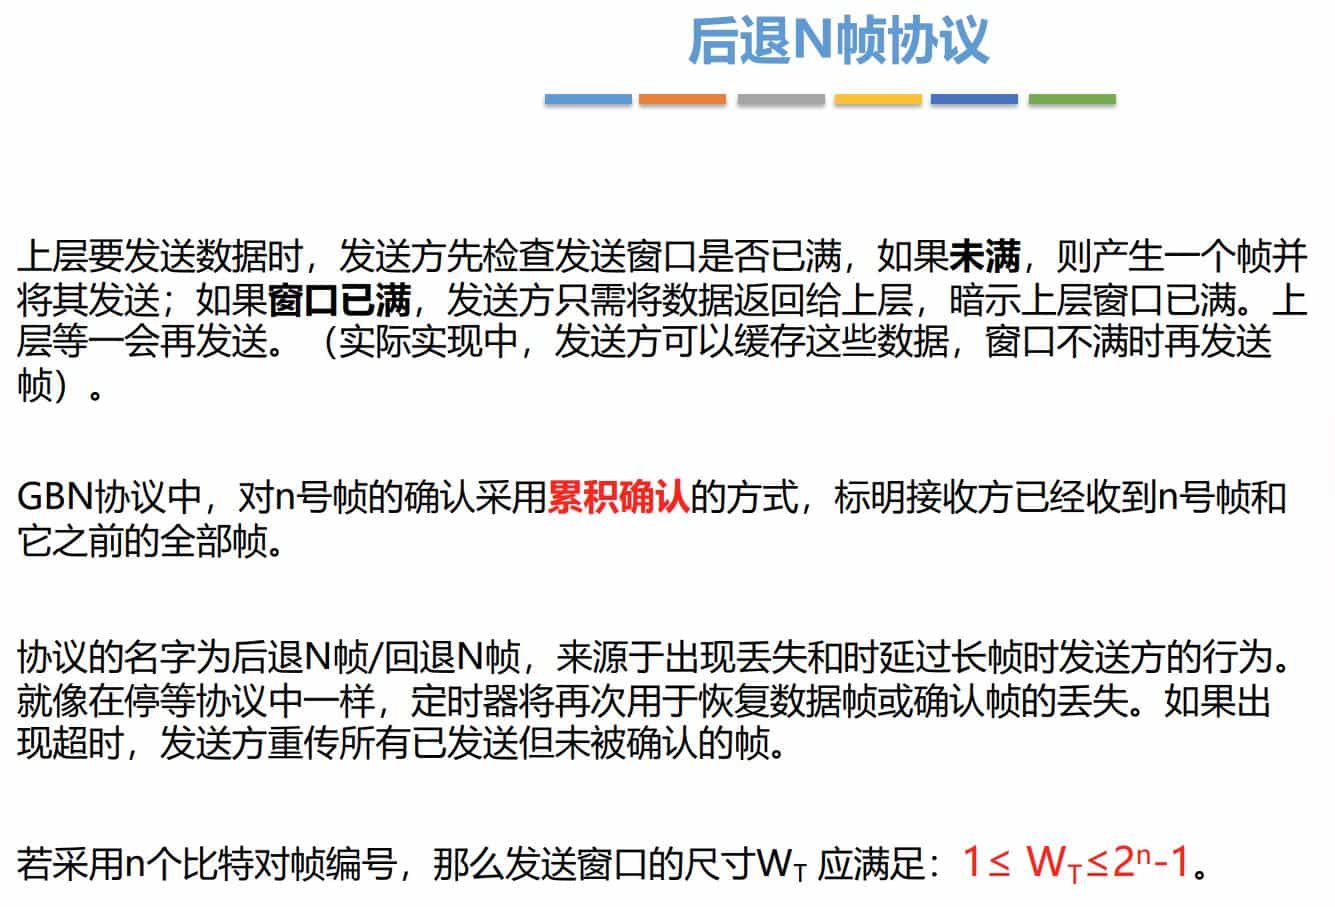 后退N帧协议
上层要发送数据时，发送方先检查发送窗口是否已满，如果未满，则产生一个帧并
将其发送；如果窗口已满，发送方只需将数据返回给上层，暗示上层窗口已满。上
层等一会再发送。（实际实现中，发送方可以缓存这些数据，窗口不满时再发送
帧）。
GBN协议中，对n号帧的确认采用累积确认的方式，标明接收方已经收到n号帧和
它之前的全部帧。
协议的名字为后退N帧/回退N帧，来源于出现丢失和时延过长帧时发送方的行为。
就像在停等协议中一样，定时器将再次用于恢复数据帧或确认帧的丢失。如果出
现超时，发送方重传所有已发送但未被确认的帧。
若采用n个比特对帧编号，那么发送窗口的尺寸W_T 应满足：1≤ W_T≤2ⁿ-1。